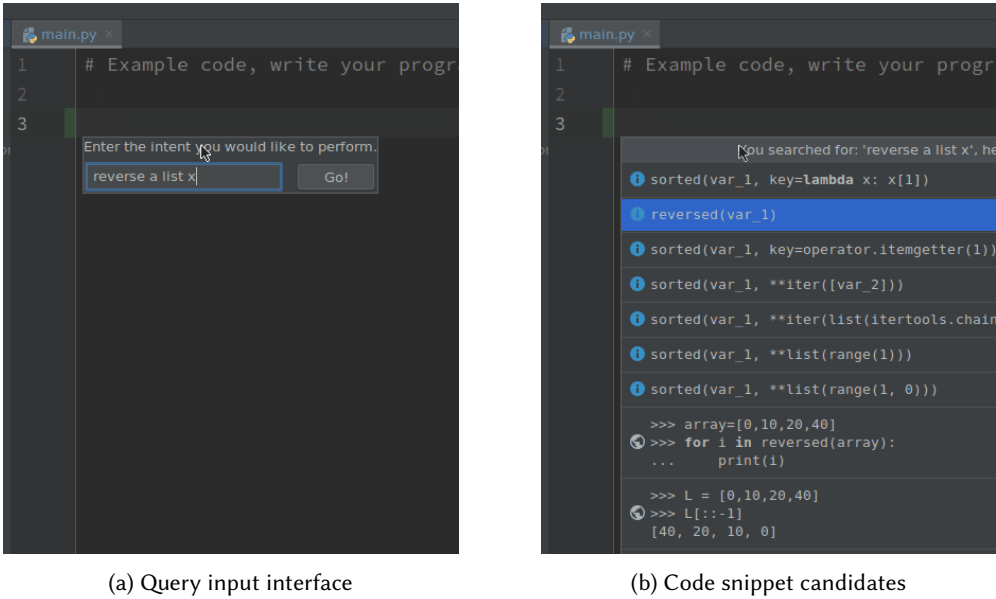 main.py ×
1 # Example code, write your progr
2
3
Enter the intent you would like to perform.
reverse a list x
Go!
(a) Query input interface
main.py ×
1 # Example code, write your progr
2
3
You searched for: 'reverse a list x', he
sorted(var_1, key=lambda x: x[1])
reversed(var_1)
sorted(var_1, key=operator.itemgetter(1))
sorted(var_1, **iter([var_2]))
sorted(var_1, **iter(list(itertools.chain
sorted(var_1, **list(range(1)))
sorted(var_1, **list(range(1, 0)))
>>> array=[0,10,20,40]
>>> for i in reversed(array):
...     print(i)
>>> L = [0,10,20,40]
>>> L[::-1]
[40, 20, 10, 0]
(b) Code snippet candidates